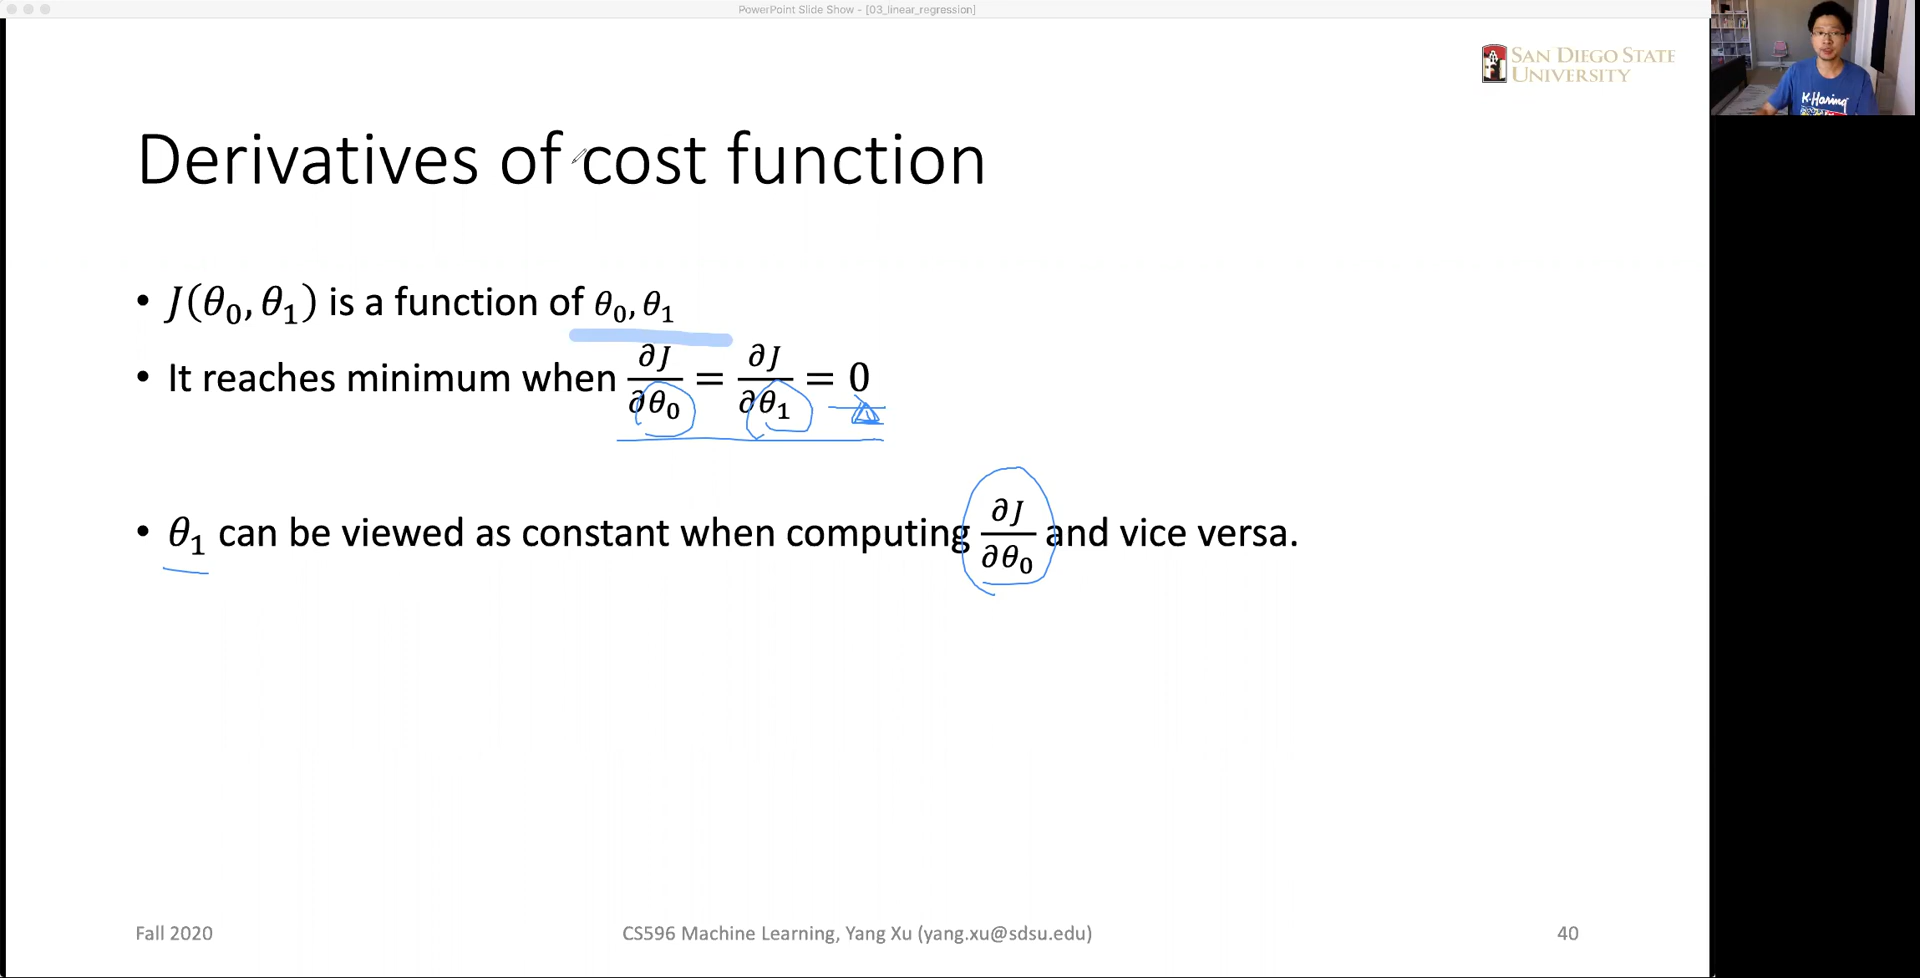 PowerPoint Slide Show - [03_linear_regression]
SAN DIEGO STATE
UNIVERSITY
K·Haring
Derivatives of cost function
• J(θ₀, θ₁) is a function of θ₀, θ₁
• It reaches minimum when ∂J/∂θ₀ = ∂J/∂θ₁ = 0
• θ₁ can be viewed as constant when computing ∂J/∂θ₀ and vice versa.
Fall 2020
CS596 Machine Learning, Yang Xu (yang.xu@sdsu.edu)
40